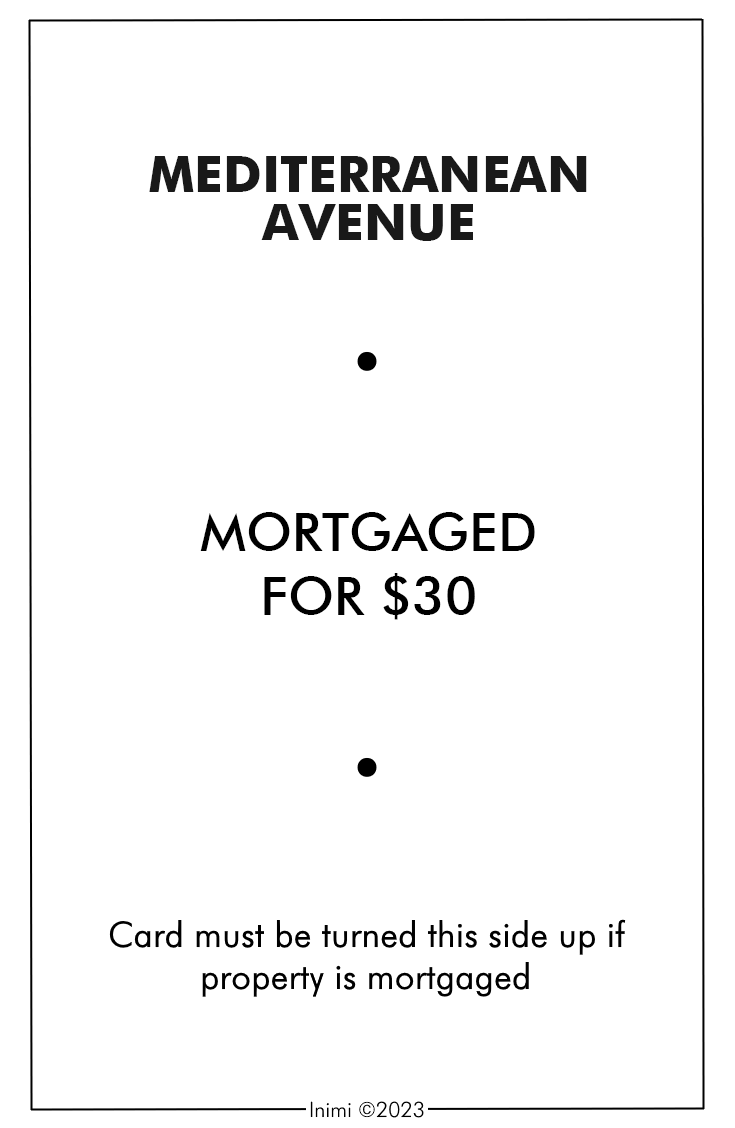 MEDITERRANEAN
AVENUE
MORTGAGED
FOR $30
Card must be turned this side up if
property is mortgaged
Inimi ©2023